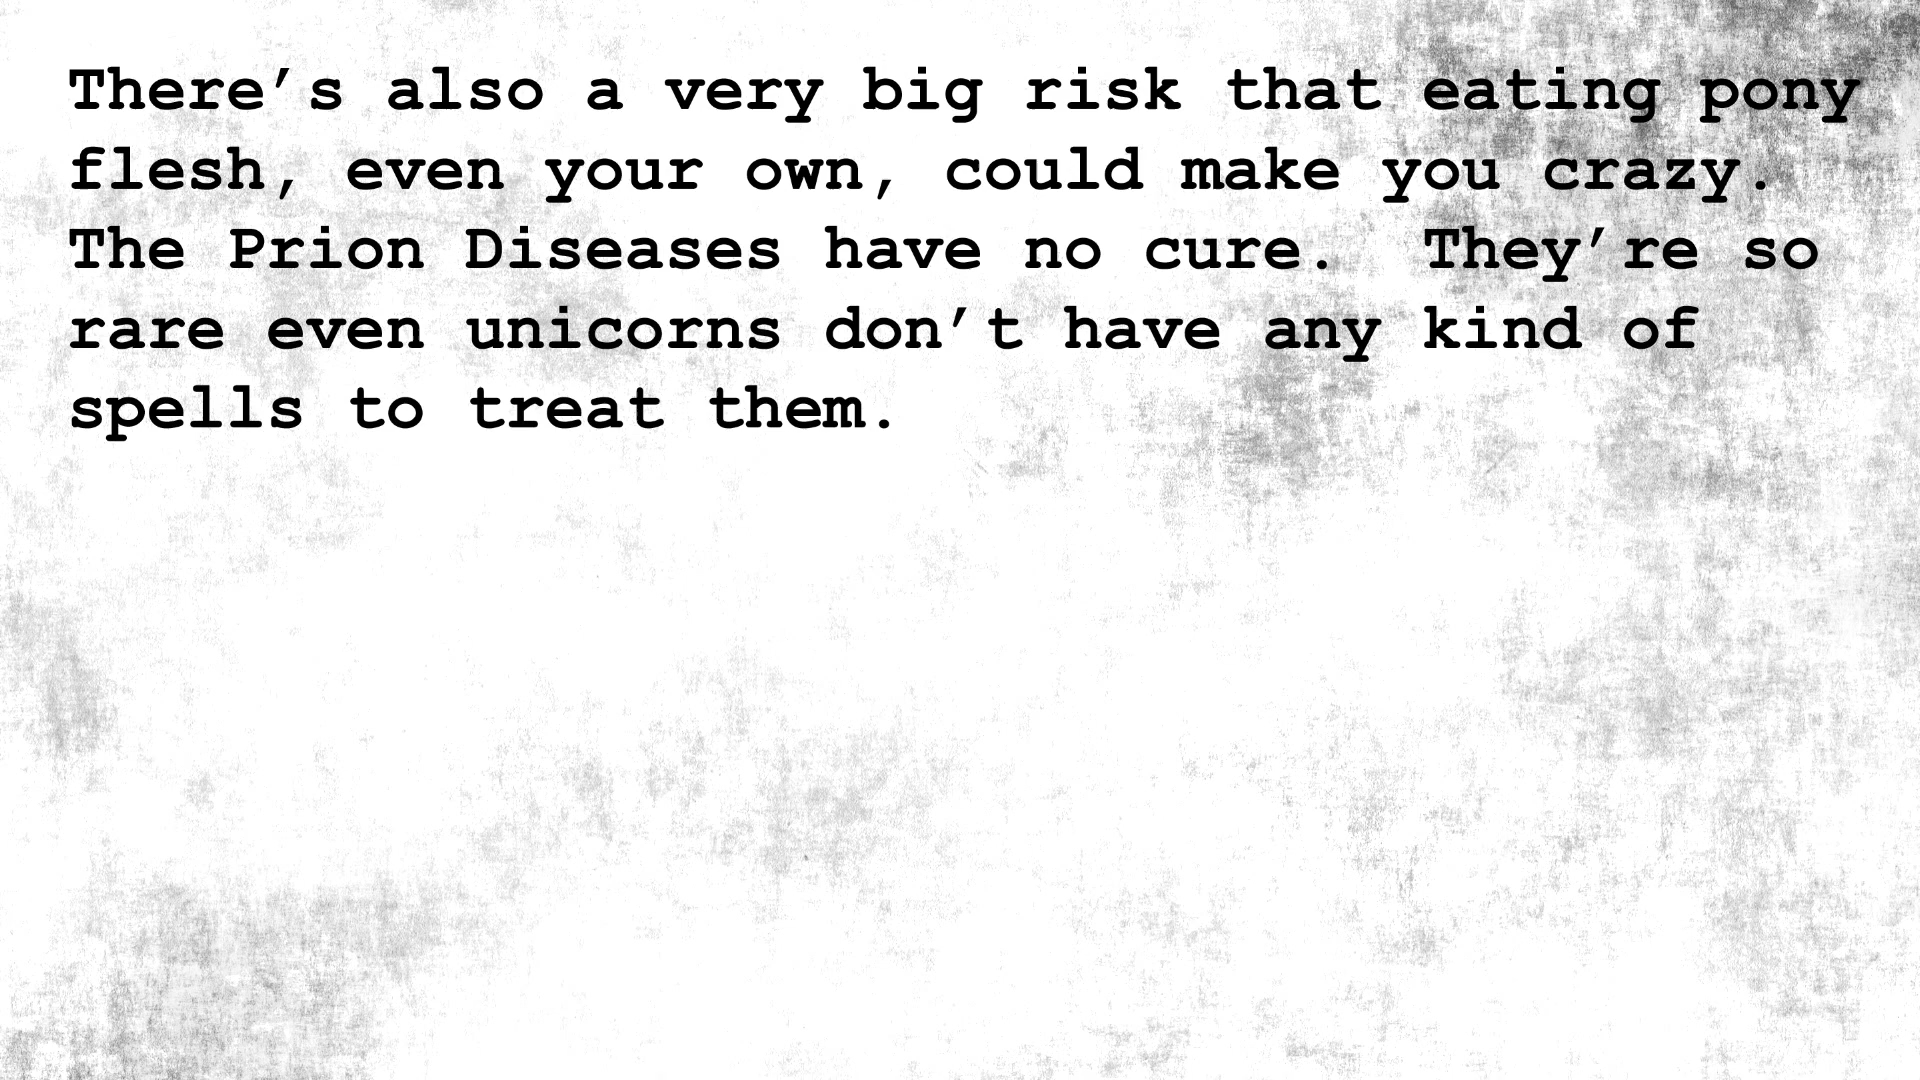 There’s also a very big risk that eating pony
flesh, even your own, could make you crazy.
The Prion Diseases have no cure.  They’re so
rare even unicorns don’t have any kind of
spells to treat them.